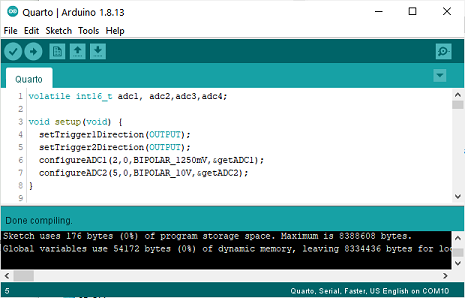 Quarto | Arduino 1.8.13
File Edit Sketch Tools Help
Quarto
1 volatile int16_t adc1, adc2,adc3,adc4;
2
3 void setup(void) {
4 setTrigger1Direction(OUTPUT);
5 setTrigger2Direction(OUTPUT);
6 configureADC1(2,0,BIPOLAR_1250mV,&getADC1);
7 configureADC2(5,0,BIPOLAR_10V,&getADC2);
8 }
9
Done compiling.
Sketch uses 176 bytes (0%) of program storage space. Maximum is 8388608 bytes.
Global variables use 54172 bytes (0%) of dynamic memory, leaving 8334436 bytes for loc
5 Quarto, Serial, Faster, US English on COM10